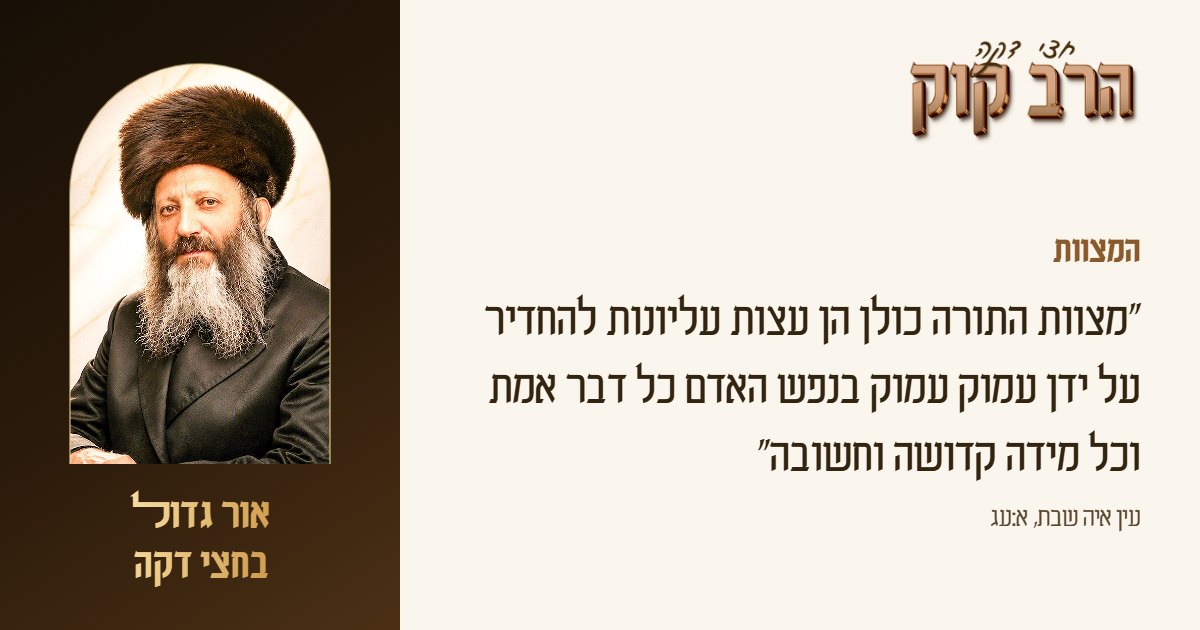 חצי דקה
הרב קוק
המצוות
"מצוות התורה כולן הן עצות עליונות להחדיר
על ידן עמוק עמוק בנפש האדם כל דבר אמת
וכל מידה קדושה וחשובה"
עין איה שבת, א:עג
אור גדול
בחצי דקה